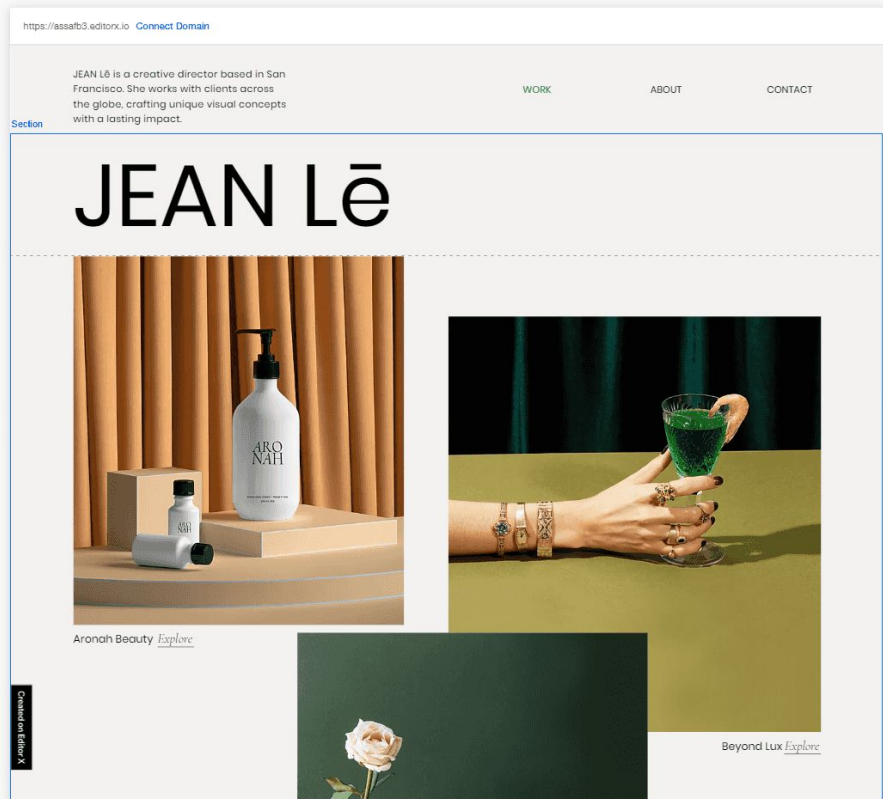 https://assafb3.editorx.io Connect Domain
JEAN Lē is a creative director based in San
Francisco. She works with clients across
the globe, crafting unique visual concepts
with a lasting impact.
WORK ABOUT CONTACT
Section
JEAN Lē
ARO
NAH
ARO
NAH
Aronah Beauty Explore
Beyond Lux Explore
Created on Editor X